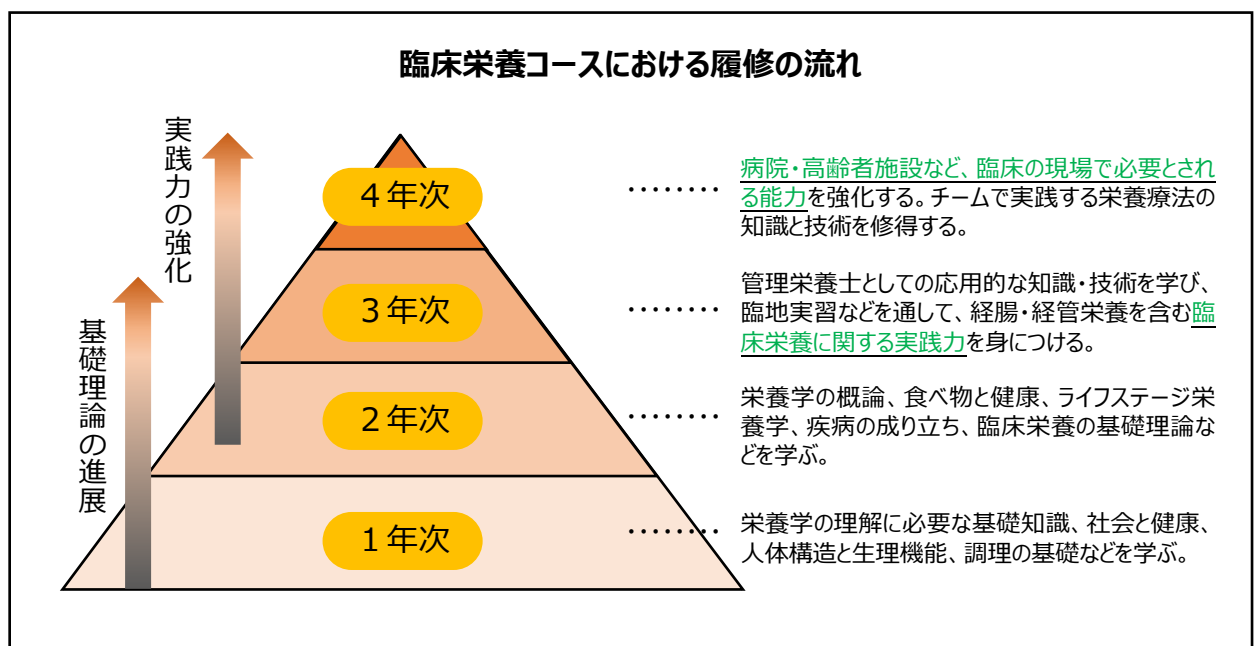 臨床栄養コースにおける履修の流れ
実践力の強化
基礎理論の進展
4年次
‥‥‥‥
病院・高齢者施設など、臨床の現場で必要とされ
る能力を強化する。チームで実践する栄養療法の
知識と技術を修得する。
3年次
‥‥‥‥
管理栄養士としての応用的な知識・技術を学び、
臨地実習などを通して、経腸・経管栄養を含む臨
床栄養に関する実践力を身につける。
2年次
‥‥‥‥
栄養学の概論、食べ物と健康、ライフステージ栄
養学、疾病の成り立ち、臨床栄養の基礎理論な
どを学ぶ。
1年次
‥‥‥‥
栄養学の理解に必要な基礎知識、社会と健康、
人体構造と生理機能、調理の基礎などを学ぶ。